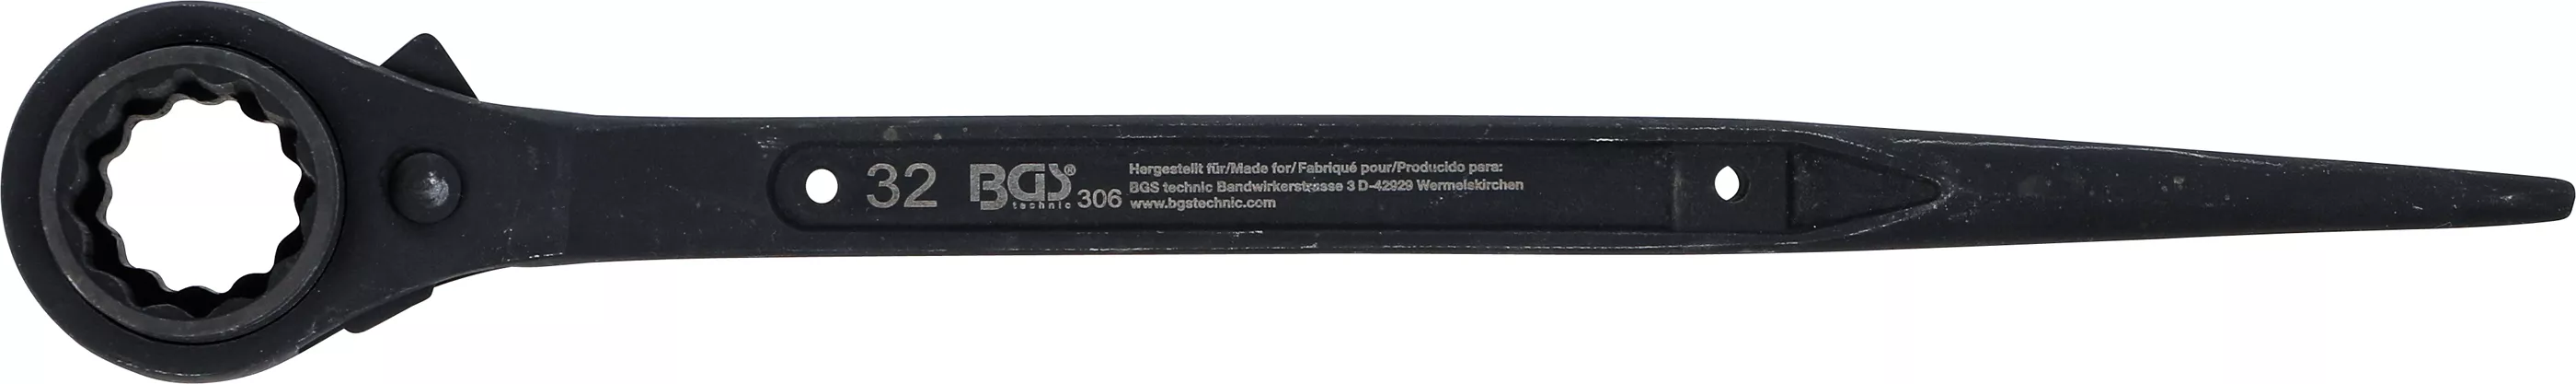 32
BGS®
technic
306
Hergestellt für/Made for/Fabriqué pour/Producido para:
BGS technic Bandwirkerstrasse 3 D-42929 Wermelskirchen
www.bgstechnic.com